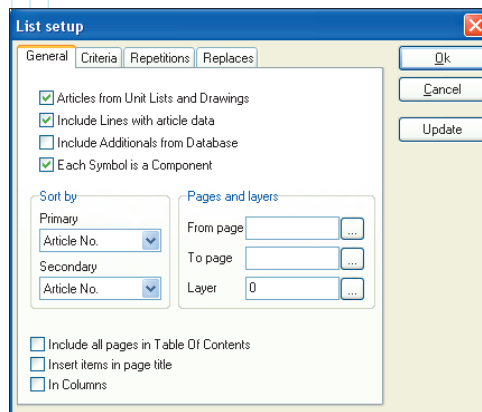 List setup
General Criteria Repetitions Replaces
Ok
Cancel
Update
Articles from Unit Lists and Drawings
Include Lines with article data
Include Additionals from Database
Each Symbol is a Component
Sort by
Primary
Article No.
Secondary
Article No.
Pages and layers
From page ...
To page ...
Layer 0 ...
Include all pages in Table Of Contents
Insert items in page title
In Columns